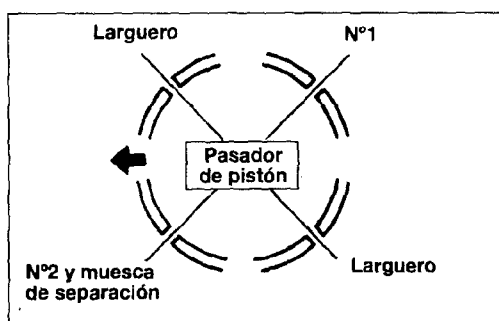 Larguero
Nº1
Pasador
de pistón
Nº2 y muesca
de separación
Larguero